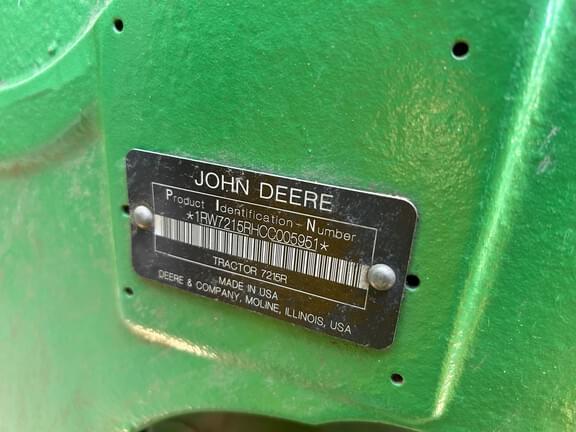 JOHN DEERE
Product Identification - Number
*1RW7215RHCC005951*
TRACTOR 7215R
MADE IN USA
DEERE & COMPANY, MOLINE, ILLINOIS, USA